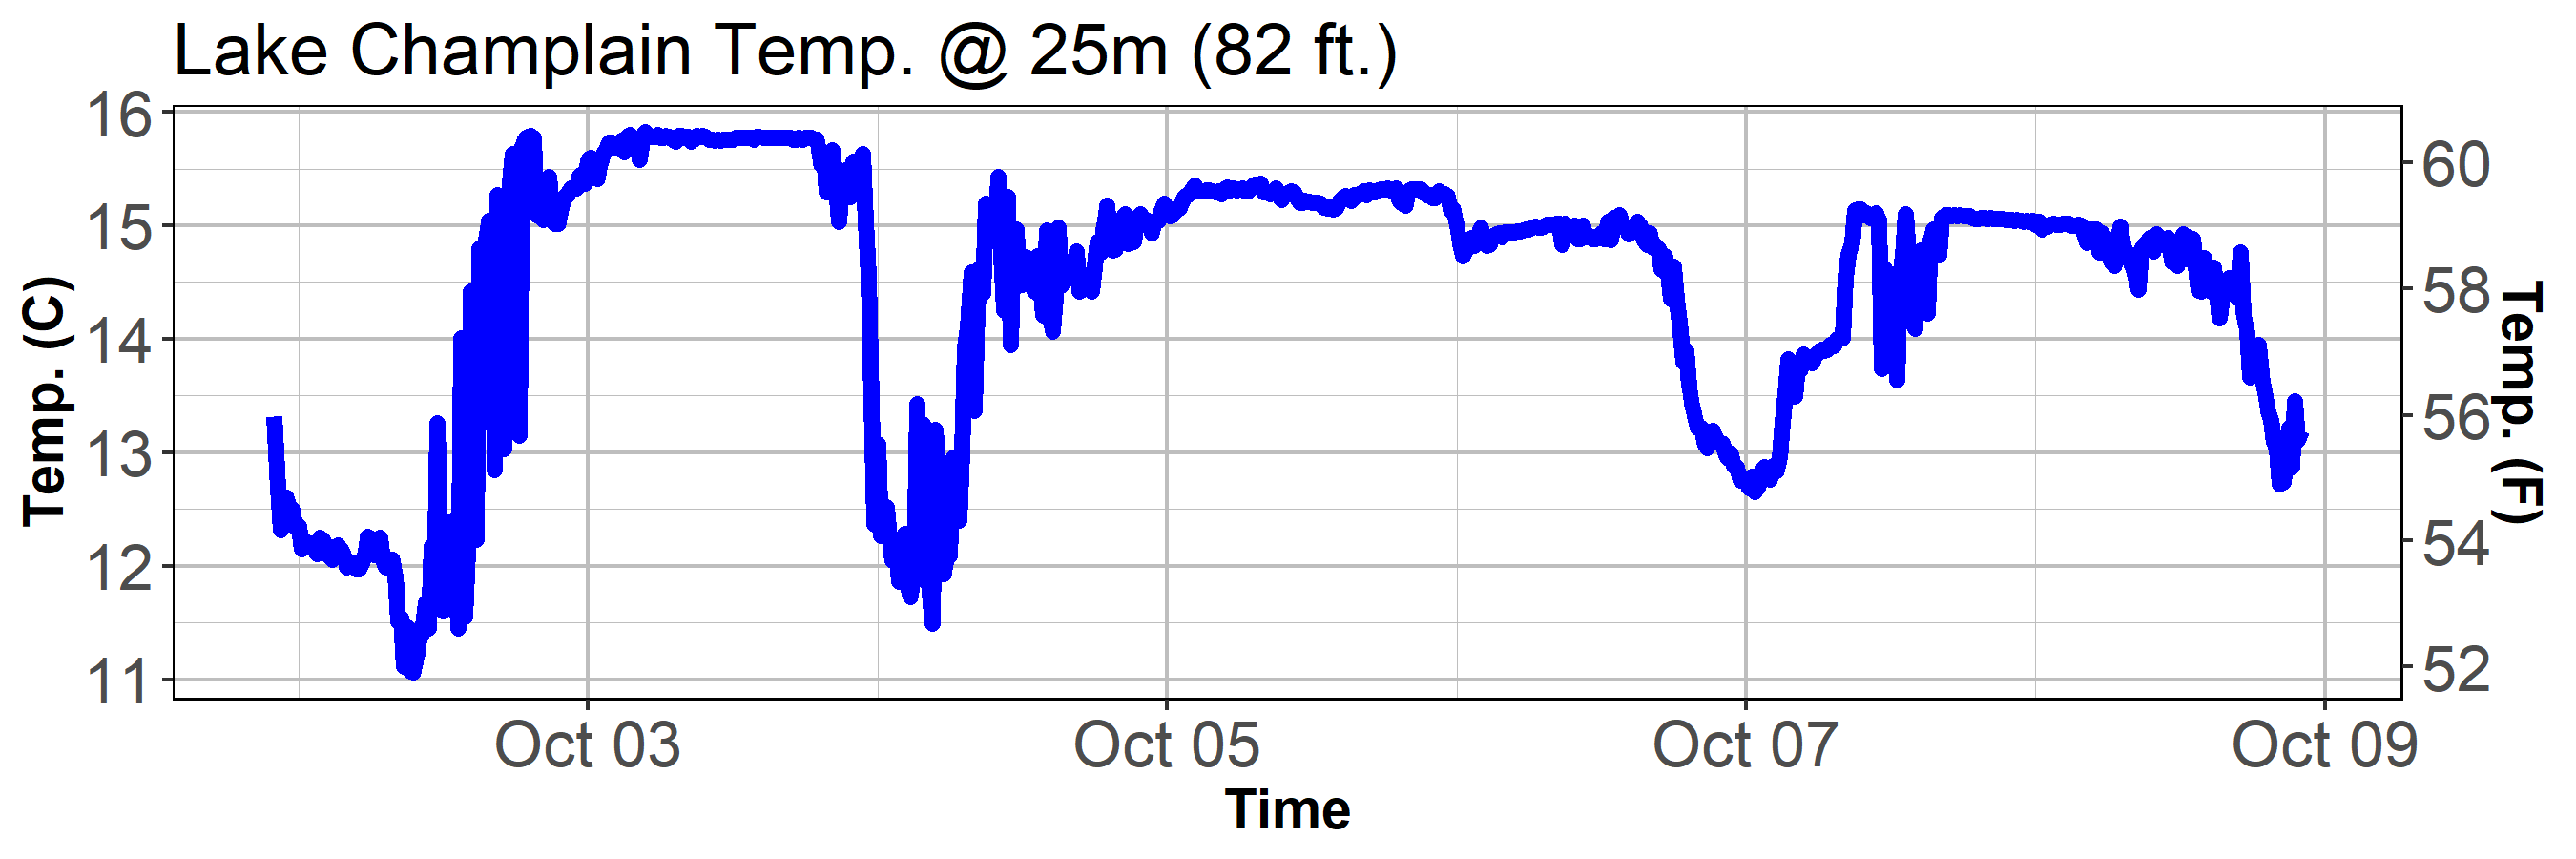 Lake Champlain Temp. @ 25m (82 ft.)
16
15
14
13
12
11
Temp. (C)
60
58
56
54
52
Temp. (F)
Oct 03 Oct 05 Oct 07 Oct 09
Time